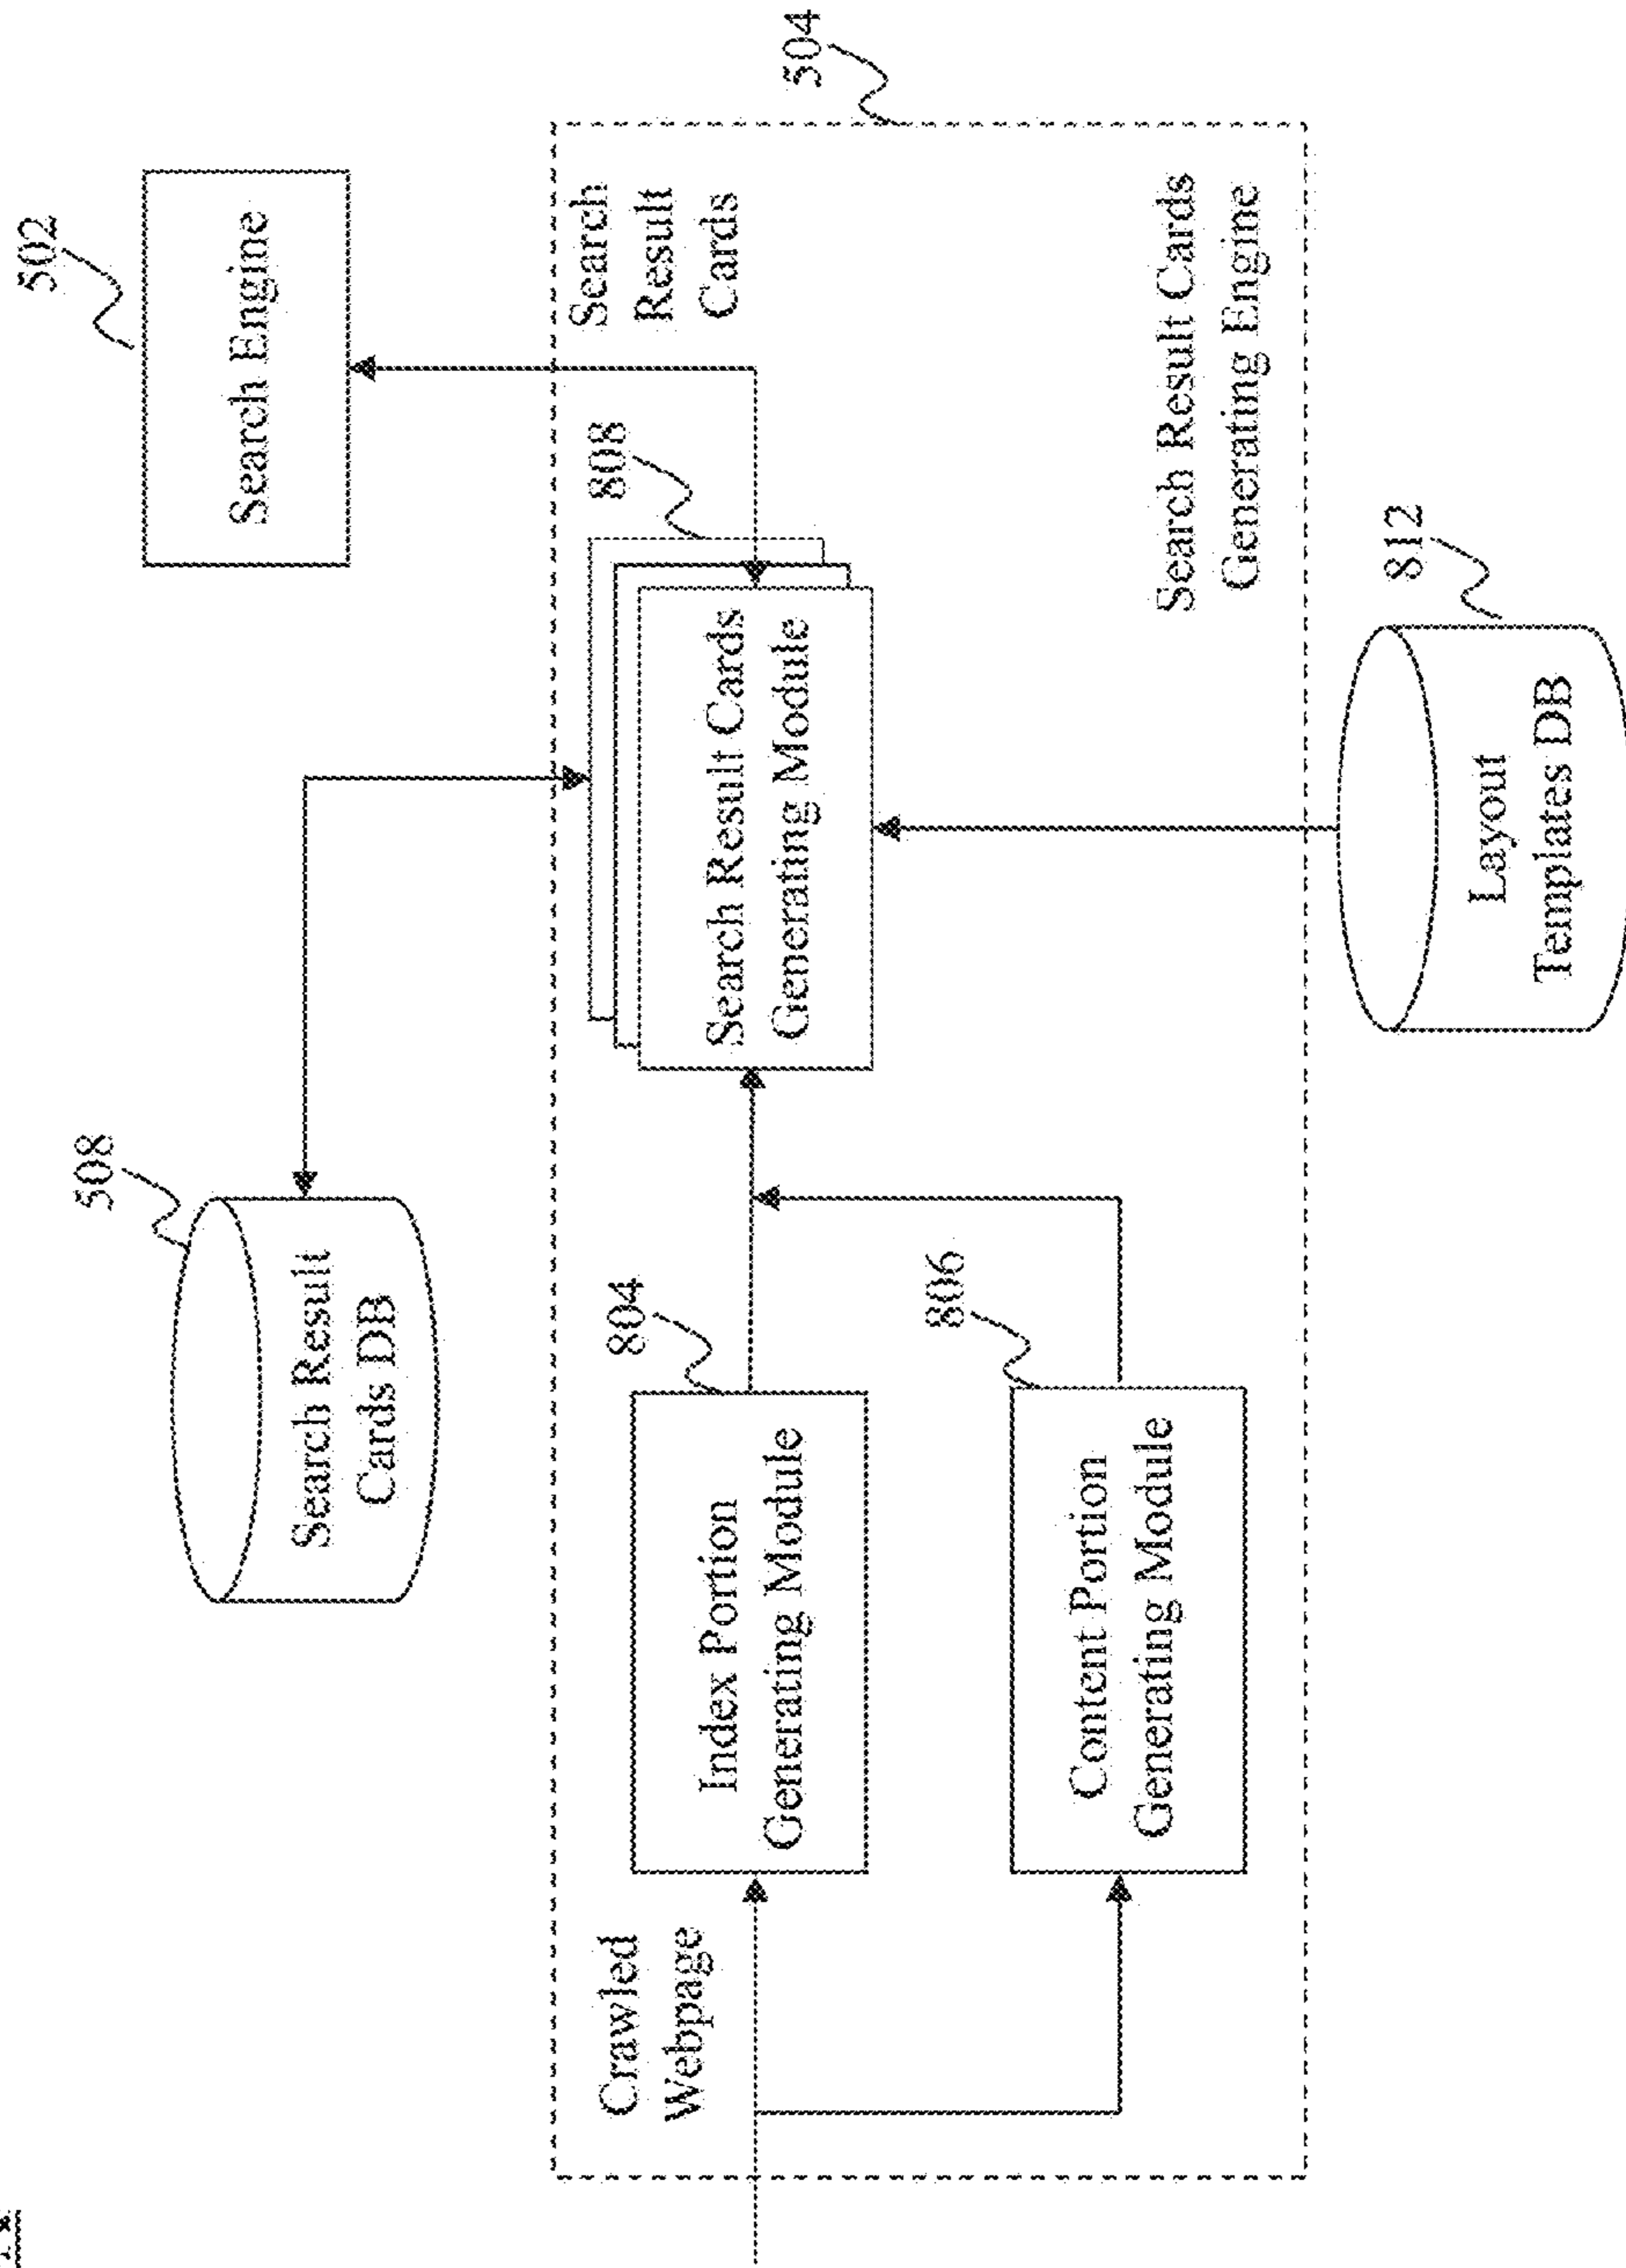 502
Search Engine
508
Search Result
Cards DB
504
Search
Result
Cards
808
Search Result Cards
Generating Module
804
Index Portion
Generating Module
Crawled
Webpage
806
Content Portion
Generating Module
Search Result Cards
Generating Engine
812
Layout
Templates DB